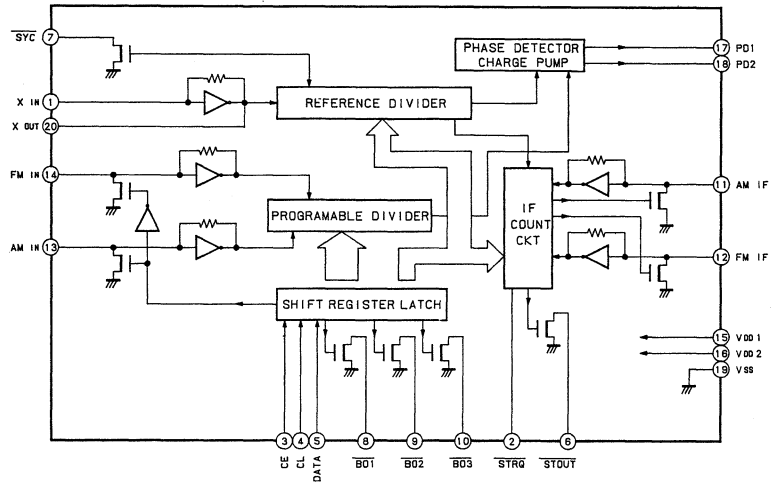 SYC 7
X IN 1
X OUT 20
FM IN 14
AM IN 13
PHASE DETECTOR
CHARGE PUMP
17 PD1
18 PD2
REFERENCE DIVIDER
PROGRAMABLE DIVIDER
IF
COUNT
CKT
11 AM IF
12 FM IF
SHIFT REGISTER LATCH
15 VDD1
16 VDD2
19 VSS
3 4 5 8 9 10 2 6
CE CL DATA BO1 BO2 BO3 STRQ STOUT